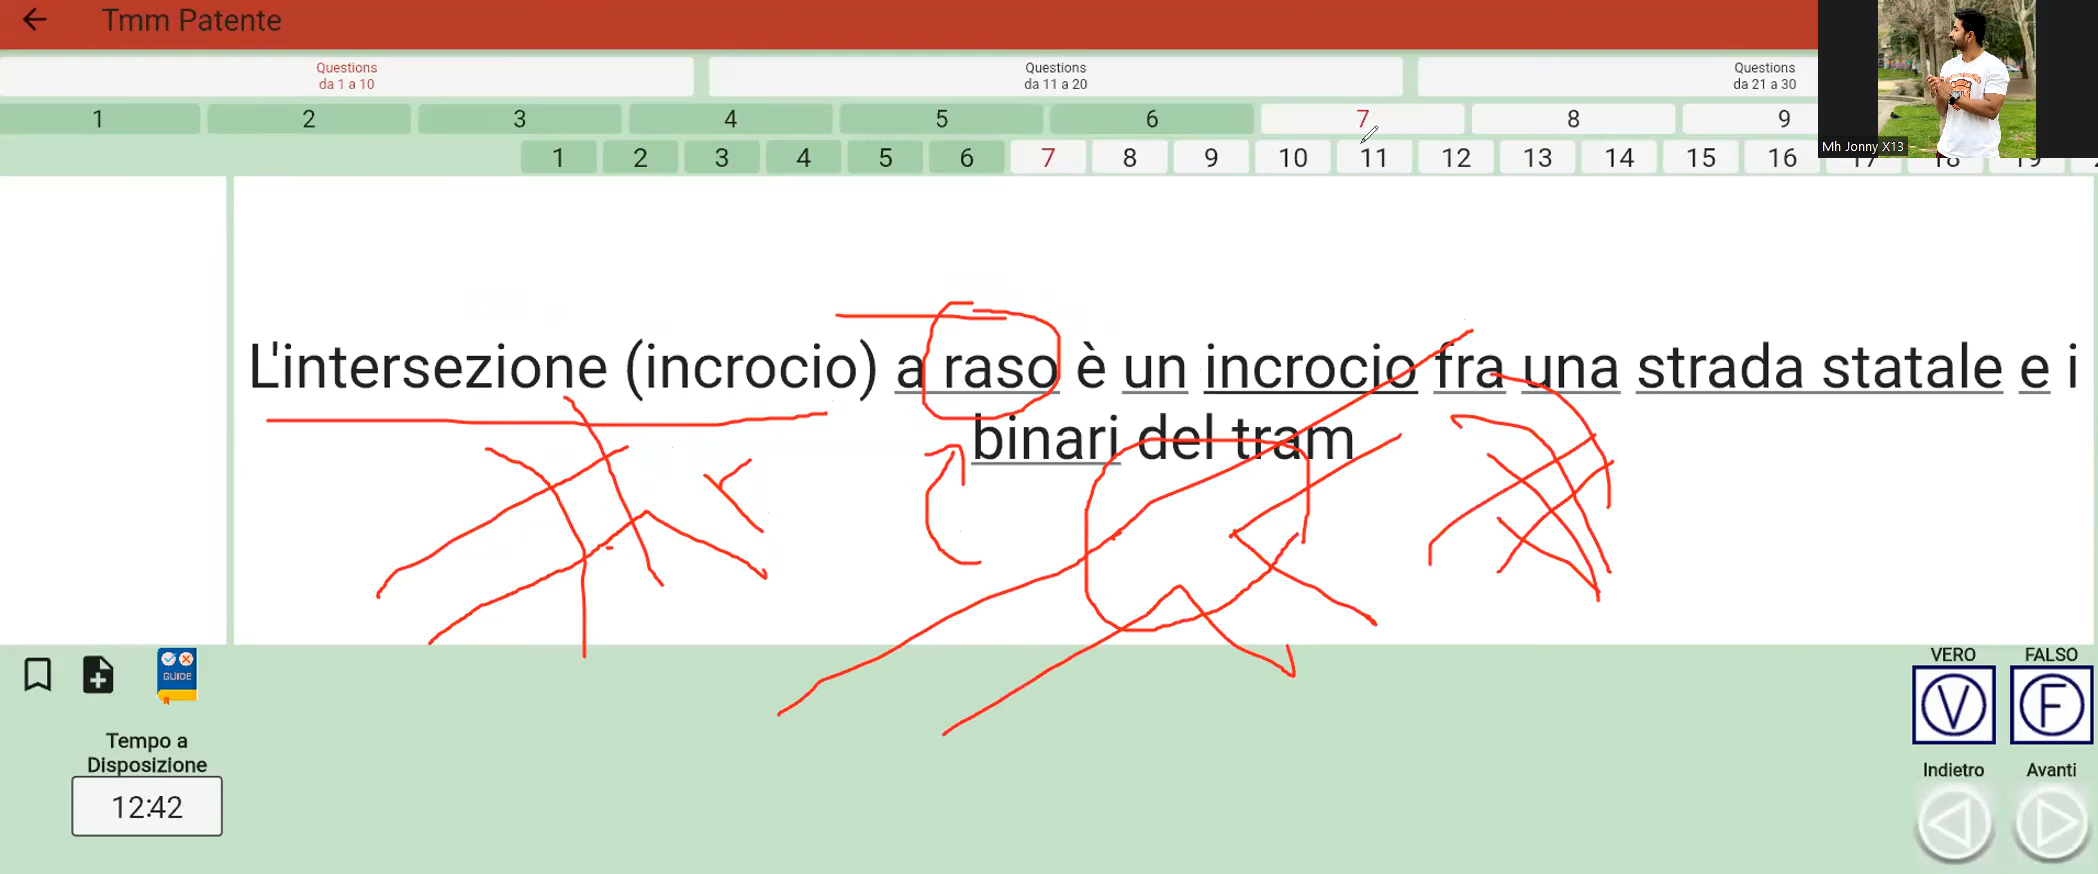 Tmm Patente
Questions
da 1 a 10
Questions
da 11 a 20
Questions
da 21 a 30
1 2 3 4 5 6 7 8 9
1 2 3 4 5 6 7 8 9 10 11 12 13 14 15 16 17 18 19
Mh Jonny X13
L'intersezione (incrocio) a raso è un incrocio fra una strada statale e i
binari del tram
GUIDE
Tempo a
Disposizione
12:42
VERO FALSO
V F
Indietro Avanti